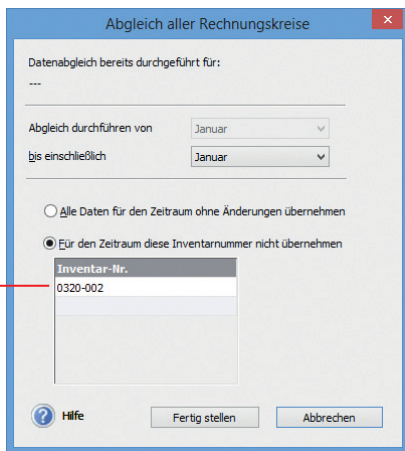 Abgleich aller Rechnungskreise
Datenabgleich bereits durchgeführt für:
---
Abgleich durchführen von Januar
bis einschließlich Januar
Alle Daten für den Zeitraum ohne Änderungen übernehmen
Für den Zeitraum diese Inventarnummer nicht übernehmen
Inventar-Nr.
0320-002
Hilfe Fertig stellen Abbrechen